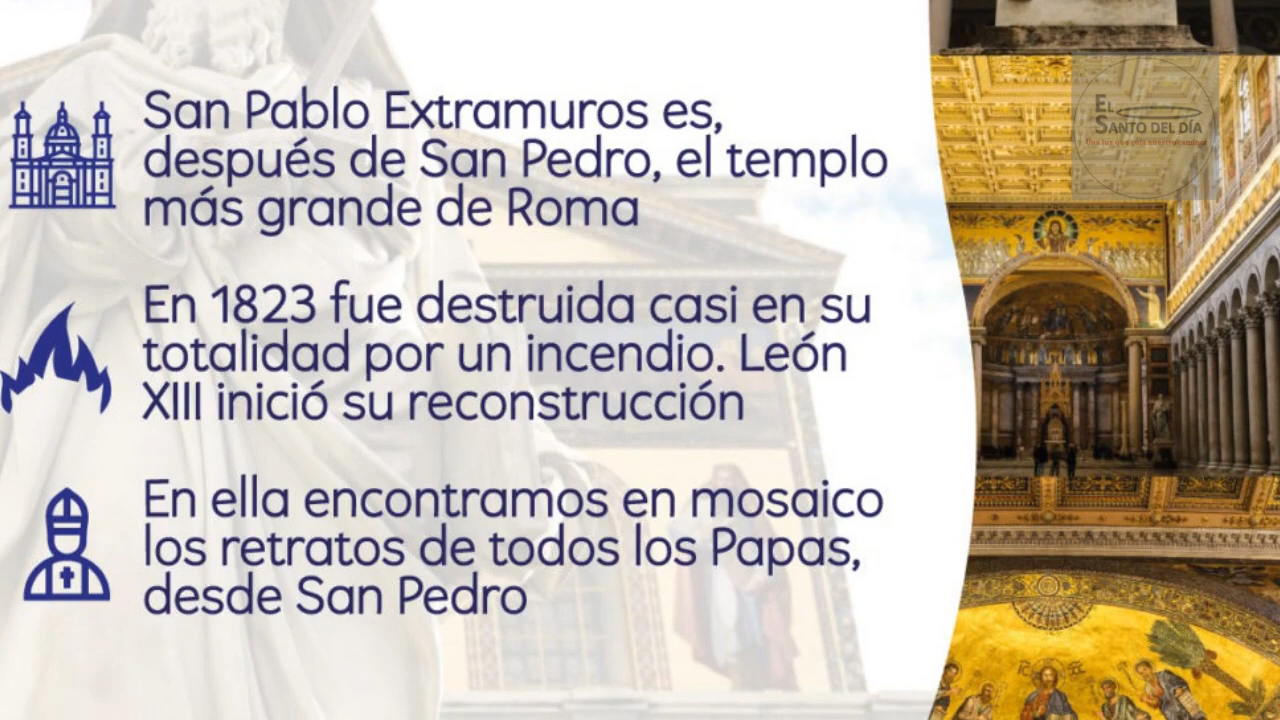 San Pablo Extramuros es,
después de San Pedro, el templo
más grande de Roma
En 1823 fue destruida casi en su
totalidad por un incendio. León
XIII inició su reconstrucción
En ella encontramos en mosaico
los retratos de todos los Papas,
desde San Pedro
EL
SANTO DEL DÍA